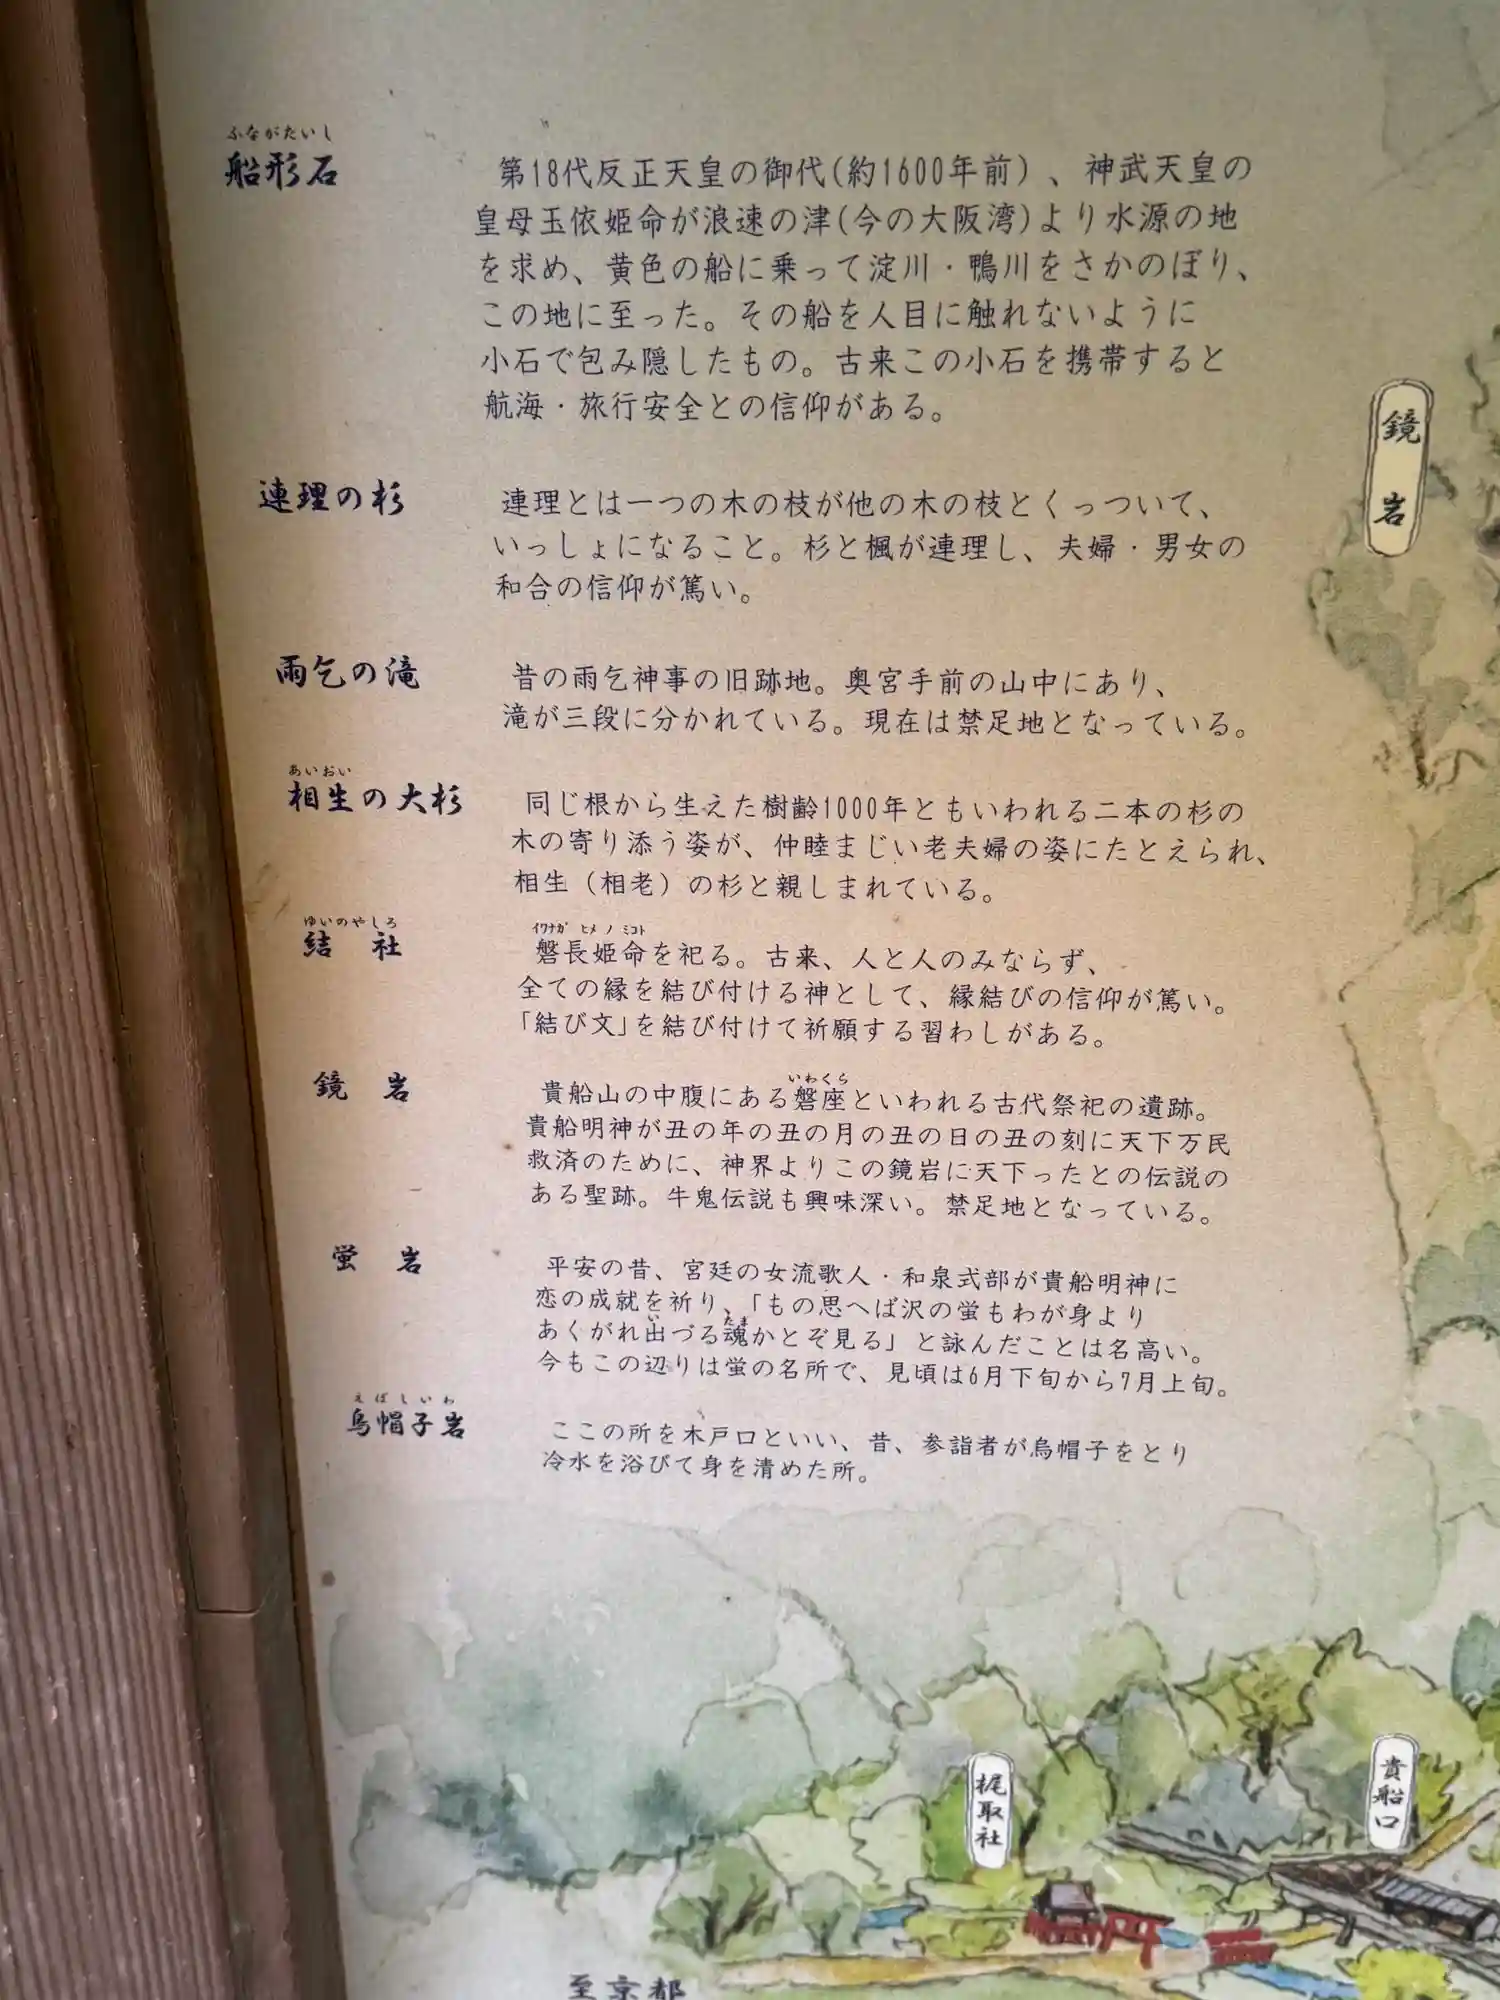 ふながたいし
船形石
第18代反正天皇の御代(約1600年前)、神武天皇の
皇母玉依姫命が浪速の津(今の大阪湾)より水源の地
を求め、黄色の船に乗って淀川・鴨川をさかのぼり、
この地に至った。その船を人目に触れないように
小石で包み隠したもの。古来この小石を携帯すると
航海・旅行安全との信仰がある。
連理の杉
連理とは一つの木の枝が他の木の枝とくっついて、
いっしょになること。杉と楓が連理し、夫婦・男女の
和合の信仰が篤い。
雨乞の滝
昔の雨乞神事の旧跡地。奥宮手前の山中にあり、
滝が三段に分かれている。現在は禁足地となっている。
あいおい
相生の大杉
同じ根から生えた樹齢1000年ともいわれる二本の杉の
木の寄り添う姿が、仲睦まじい老夫婦の姿にたとえられ、
相生（相老）の杉と親しまれている。
ゆいのやしろ
結 社
イワナガ ヒメ ノ ミコト
磐長姫命を祀る。古来、人と人のみならず、
全ての縁を結び付ける神として、縁結びの信仰が篤い。
「結び文」を結び付けて祈願する習わしがある。
鏡 岩
いわくら
貴船山の中腹にある磐座といわれる古代祭祀の遺跡。
貴船明神が丑の年の丑の月の丑の日の丑の刻に天下万民
救済のために、神界よりこの鏡岩に天下ったとの伝説の
ある聖跡。牛鬼伝説も興味深い。禁足地となっている。
蛍 岩
平安の昔、宮廷の女流歌人・和泉式部が貴船明神に
恋の成就を祈り、「もの思へば沢の蛍もわが身より
い たま
あくがれ出づる魂かとぞ見る」と詠んだことは名高い。
今もこの辺りは蛍の名所で、見頃は6月下旬から7月上旬。
えぼしいわ
烏帽子岩
ここの所を木戸口といい、昔、参詣者が烏帽子をとり
冷水を浴びて身を清めた所。
鏡 岩
梶取社
貴船口
至京都